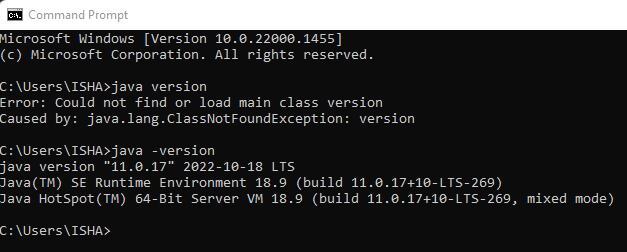 Command Prompt
Microsoft Windows [Version 10.0.22000.1455]
(c) Microsoft Corporation. All rights reserved.
C:\Users\ISHA>java version
Error: Could not find or load main class version
Caused by: java.lang.ClassNotFoundException: version
C:\Users\ISHA>java -version
java version "11.0.17" 2022-10-18 LTS
Java(TM) SE Runtime Environment 18.9 (build 11.0.17+10-LTS-269)
Java HotSpot(TM) 64-Bit Server VM 18.9 (build 11.0.17+10-LTS-269, mixed mode)
C:\Users\ISHA>